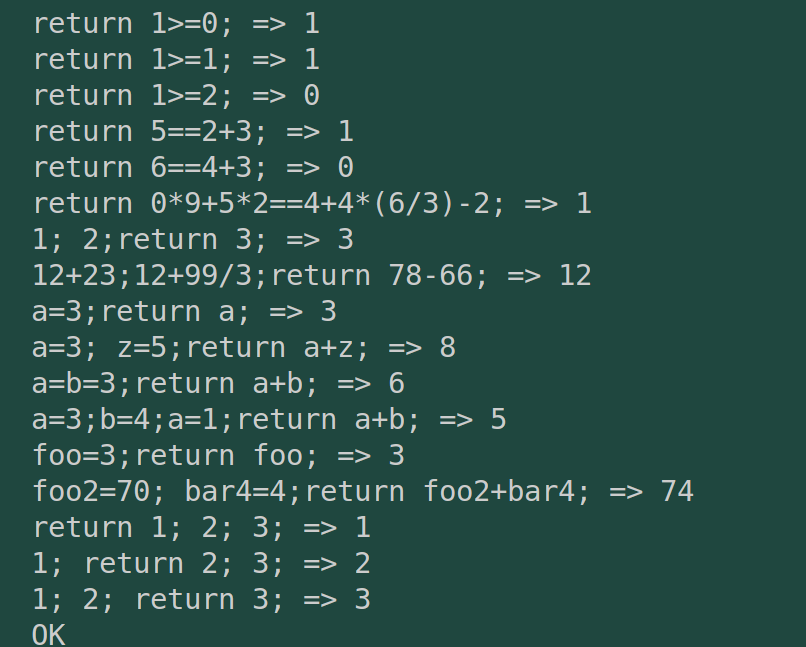 return 1>=0; => 1
return 1>=1; => 1
return 1>=2; => 0
return 5==2+3; => 1
return 6==4+3; => 0
return 0*9+5*2==4+4*(6/3)-2; => 1
1; 2;return 3; => 3
12+23;12+99/3;return 78-66; => 12
a=3;return a; => 3
a=3; z=5;return a+z; => 8
a=b=3;return a+b; => 6
a=3;b=4;a=1;return a+b; => 5
foo=3;return foo; => 3
foo2=70; bar4=4;return foo2+bar4; => 74
return 1; 2; 3; => 1
1; return 2; 3; => 2
1; 2; return 3; => 3
OK